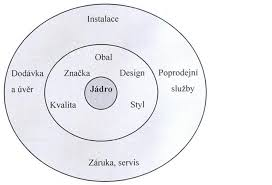 Instalace
Obal
Dodávka
a úvěr
Značka
Design
Poprodejní
služby
Jádro
Kvalita
Styl
Záruka, servis